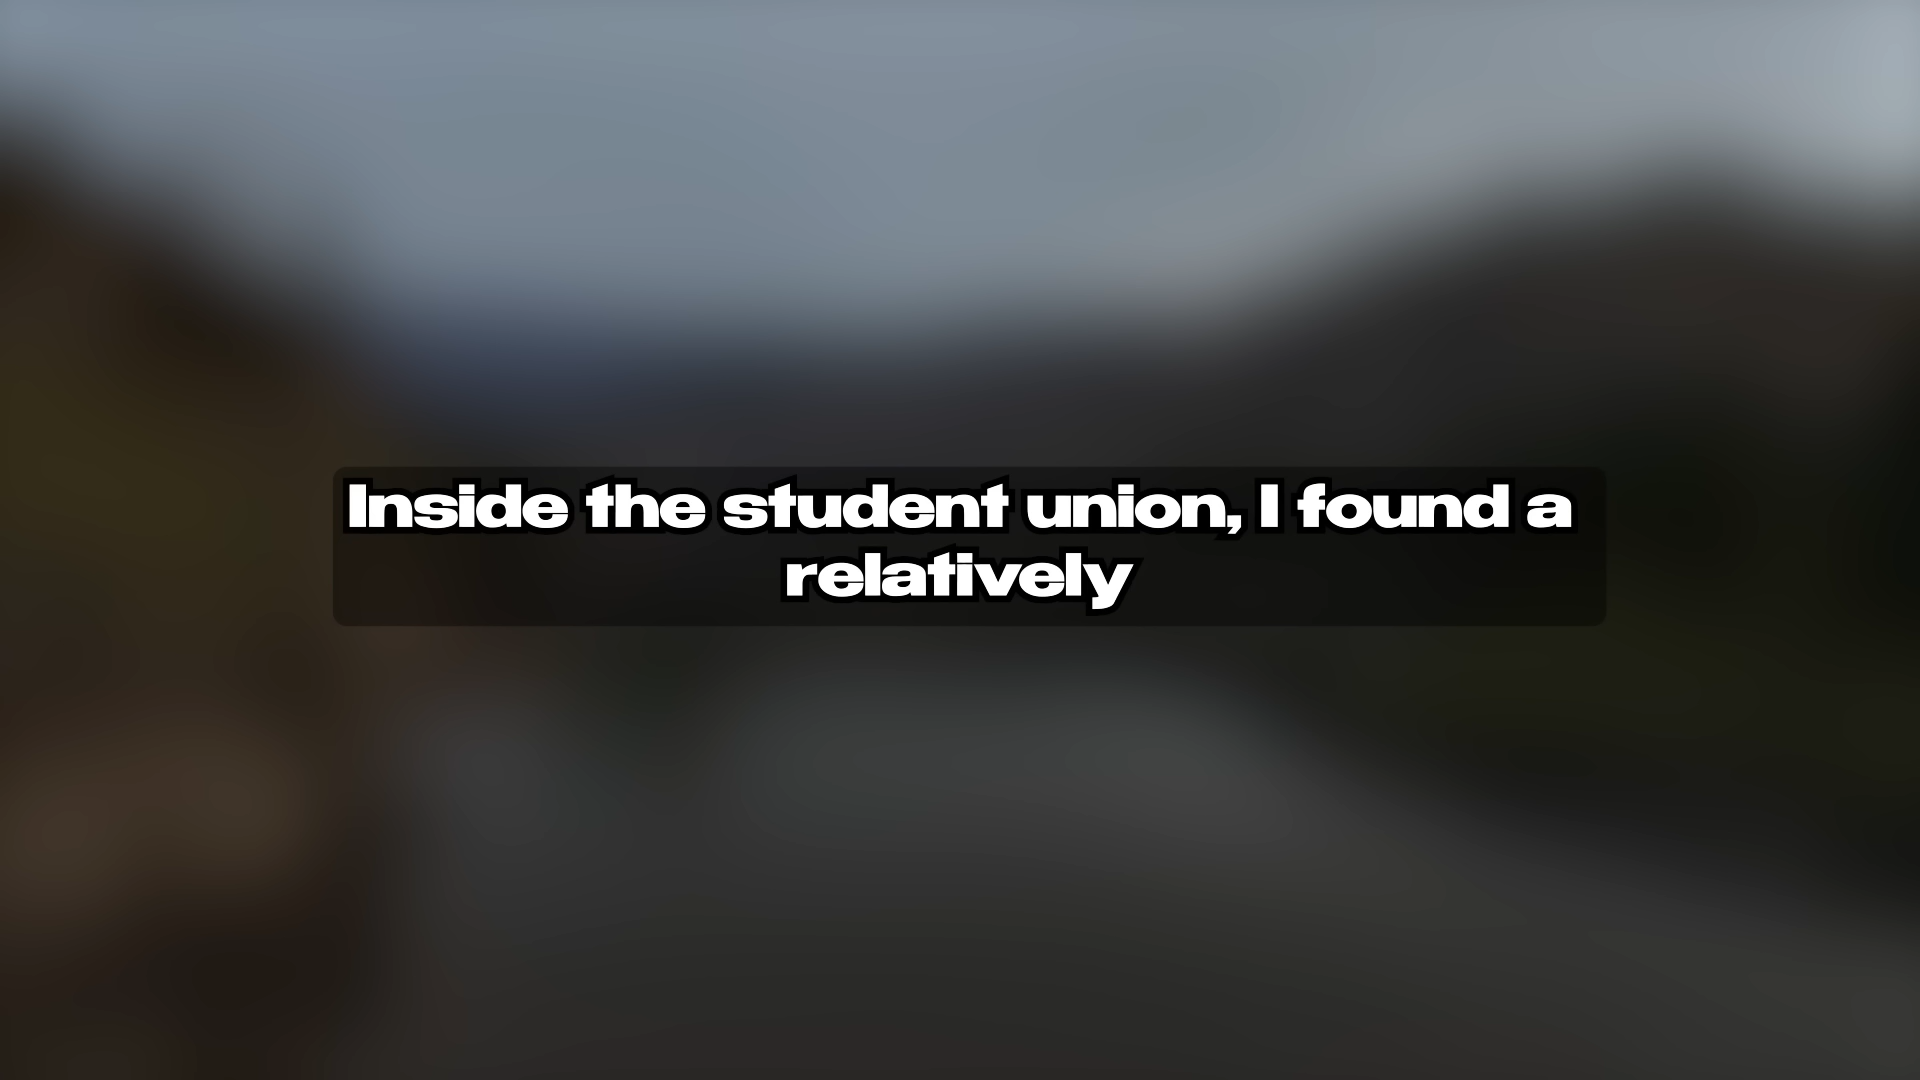 Inside the student union, I found a
relatively